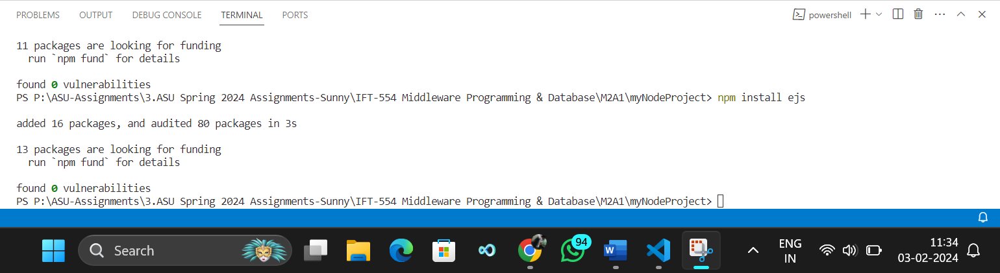 PROBLEMS OUTPUT DEBUG CONSOLE TERMINAL PORTS powershell
11 packages are looking for funding
  run `npm fund` for details
found 0 vulnerabilities
PS P:\ASU-Assignments\3.ASU Spring 2024 Assignments-Sunny\IFT-554 Middleware Programming & Database\M2A1\myNodeProject> npm install ejs
added 16 packages, and audited 80 packages in 3s
13 packages are looking for funding
  run `npm fund` for details
found 0 vulnerabilities
PS P:\ASU-Assignments\3.ASU Spring 2024 Assignments-Sunny\IFT-554 Middleware Programming & Database\M2A1\myNodeProject>
Search
94
W
ENG
IN
11:34
03-02-2024